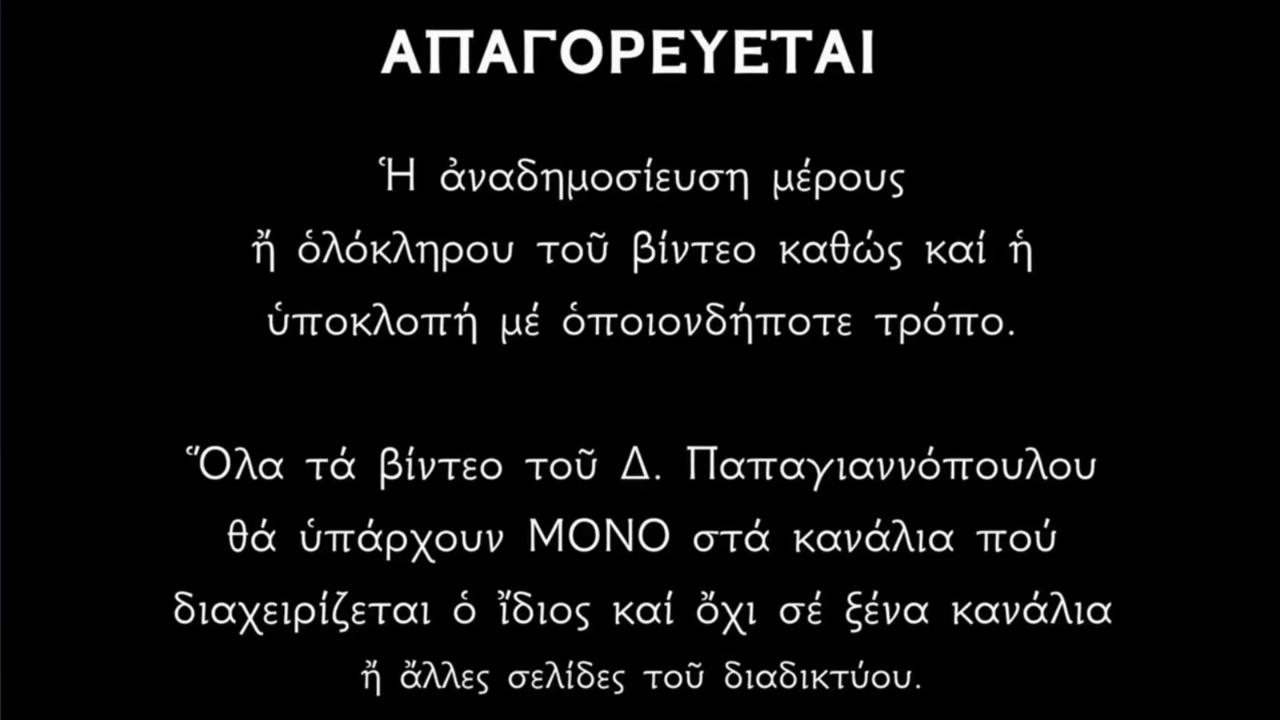 ΑΠΑΓΟΡΕΥΕΤΑΙ
Ἡ ἀναδημοσίευση μέρους
ἤ ὁλόκληρου τοῦ βίντεο καθώς καί ἡ
ὑποκλοπή μέ ὁποιονδήποτε τρόπο.
Ὅλα τά βίντεο τοῦ Δ. Παπαγιαννόπουλου
θά ὑπάρχουν ΜΟΝΟ στά κανάλια πού
διαχειρίζεται ὁ ἴδιος καί ὄχι σέ ξένα κανάλια
ἤ ἄλλες σελίδες τοῦ διαδικτύου.